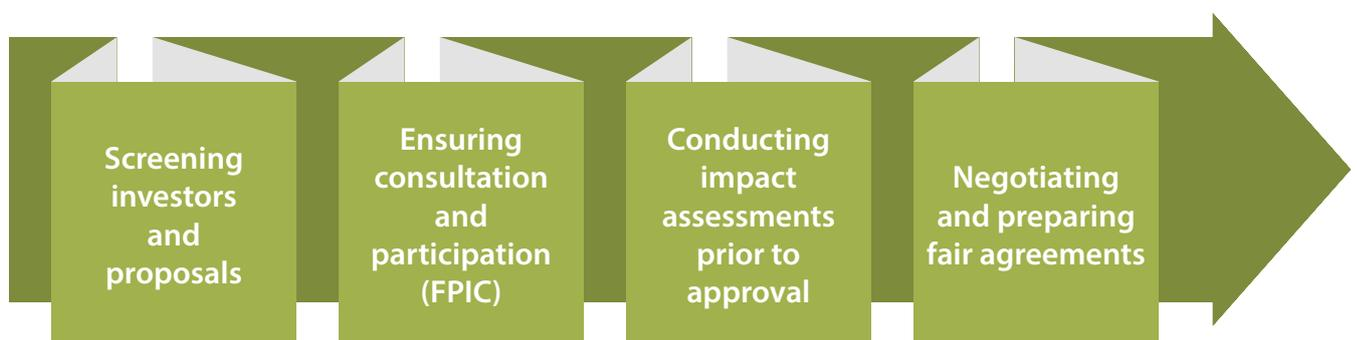 Screening
investors
and
proposals
Ensuring
consultation
and
participation
(FPIC)
Conducting
impact
assessments
prior to
approval
Negotiating
and preparing
fair agreements